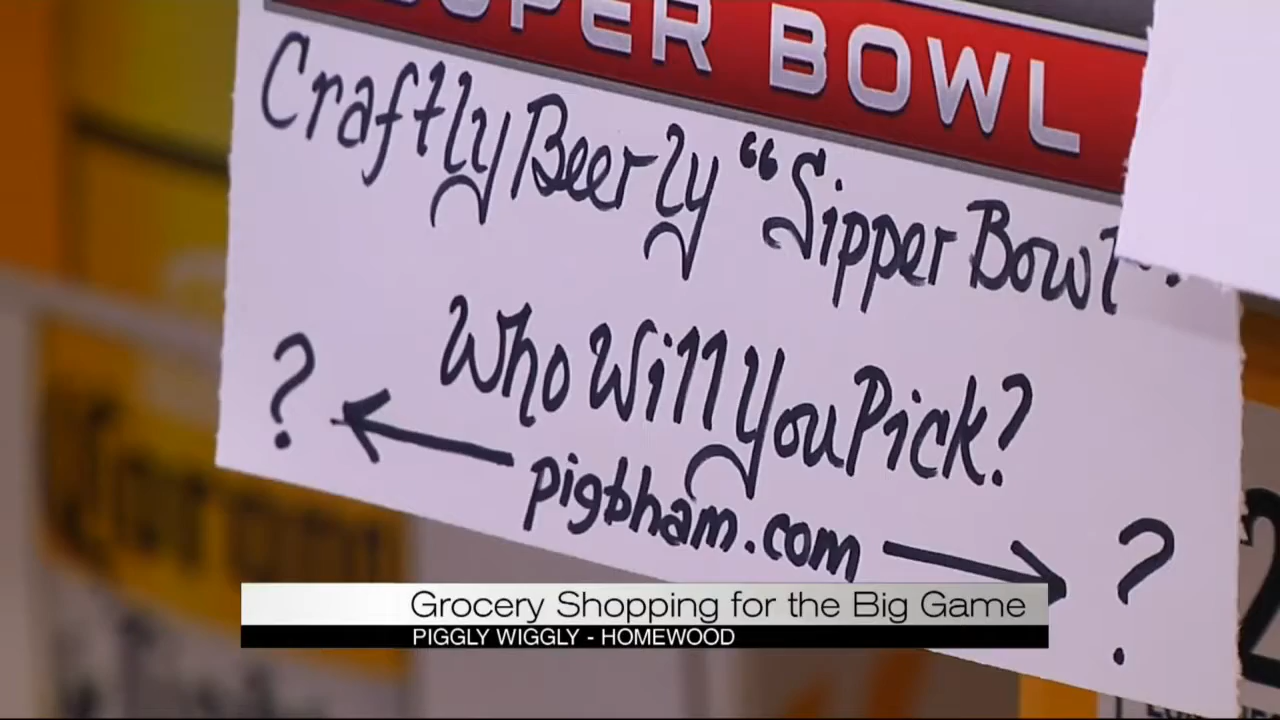 SUPER BOWL
Craftly Beerly "Sipper Bowl"
Who Will You Pick?
? ← pigbham.com → ?
Grocery Shopping for the Big Game
PIGGLY WIGGLY - HOMEWOOD
2